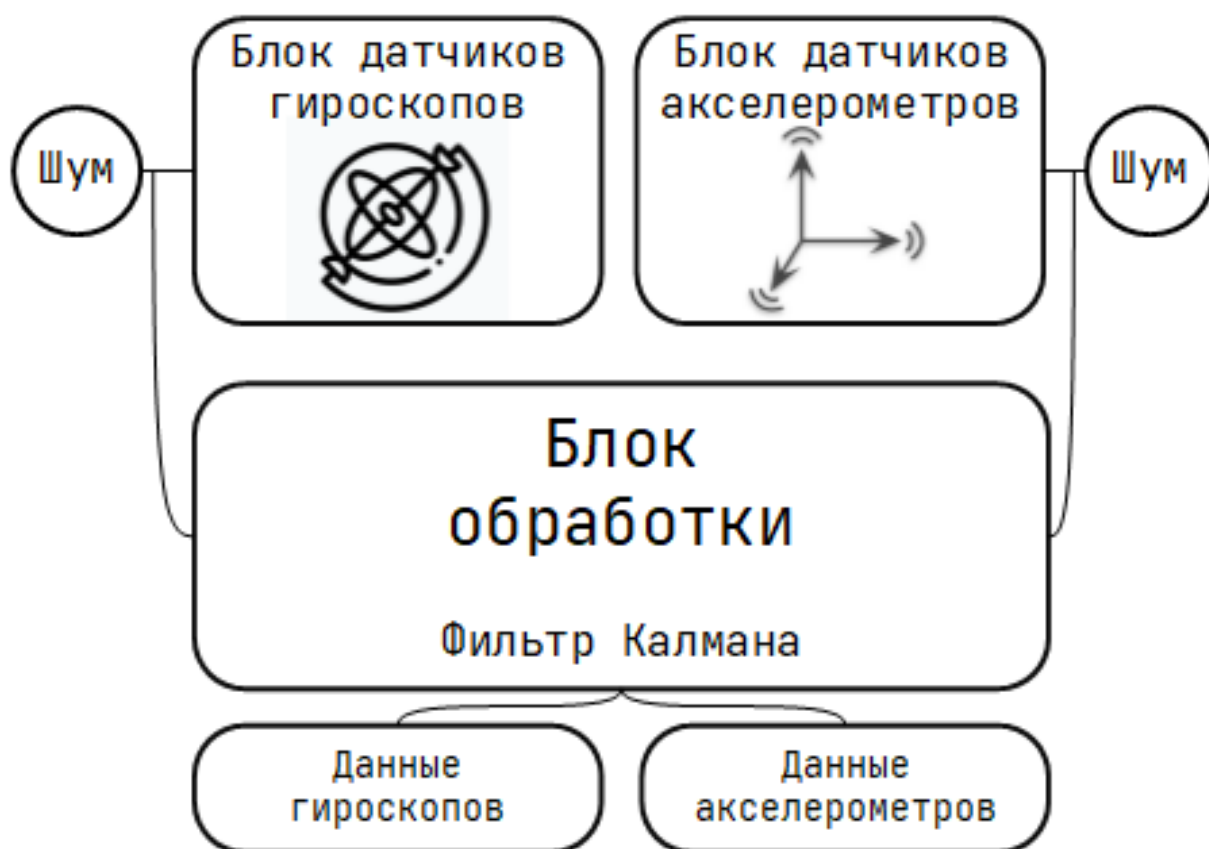 Блок датчиков
гироскопов
Блок датчиков
акселерометров
Шум
Шум
Блок
обработки
Фильтр Калмана
Данные
гироскопов
Данные
акселерометров